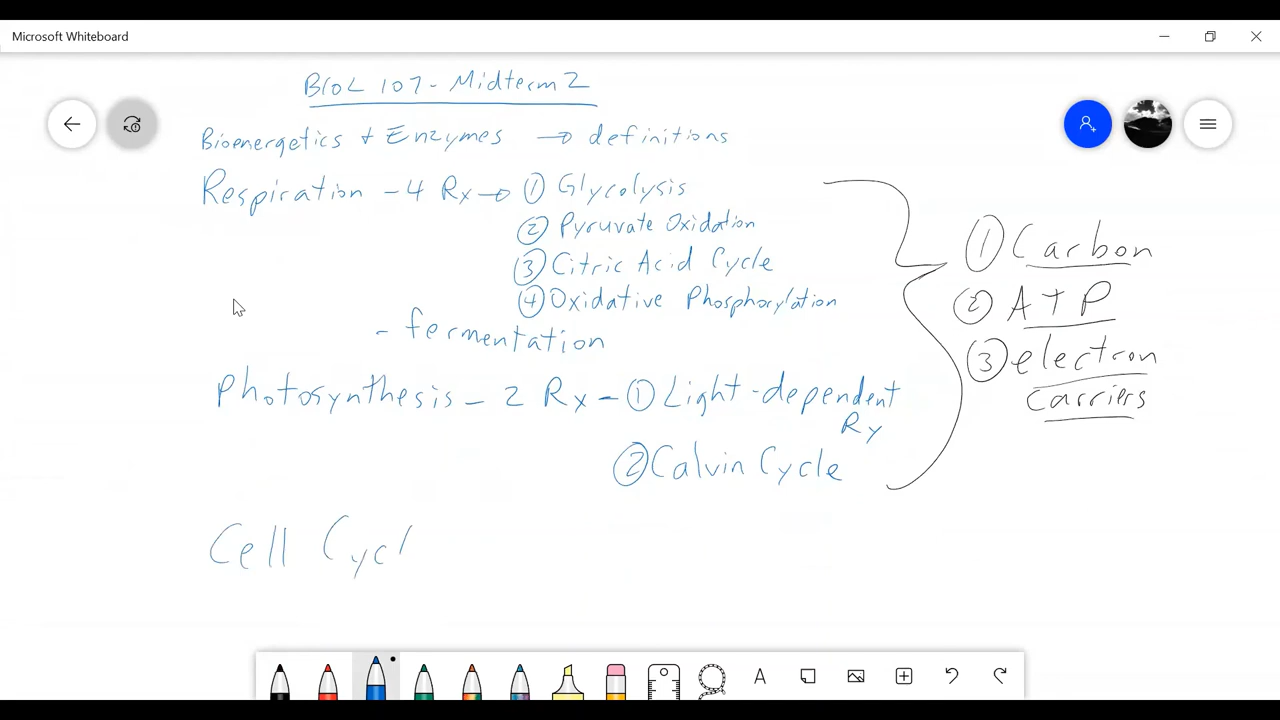 Microsoft Whiteboard
BIOL 107 - Midterm 2
Bioenergetics + Enzymes → definitions
Respiration - 4 Rx → ① Glycolysis
② Pyruvate Oxidation
③ Citric Acid Cycle
④ Oxidative Phosphorylation
- fermentation
Photosynthesis - 2 Rx - ① Light-dependent
Rx
② Calvin Cycle
Cell Cycl
① Carbon
② ATP
③ electron
carriers
A